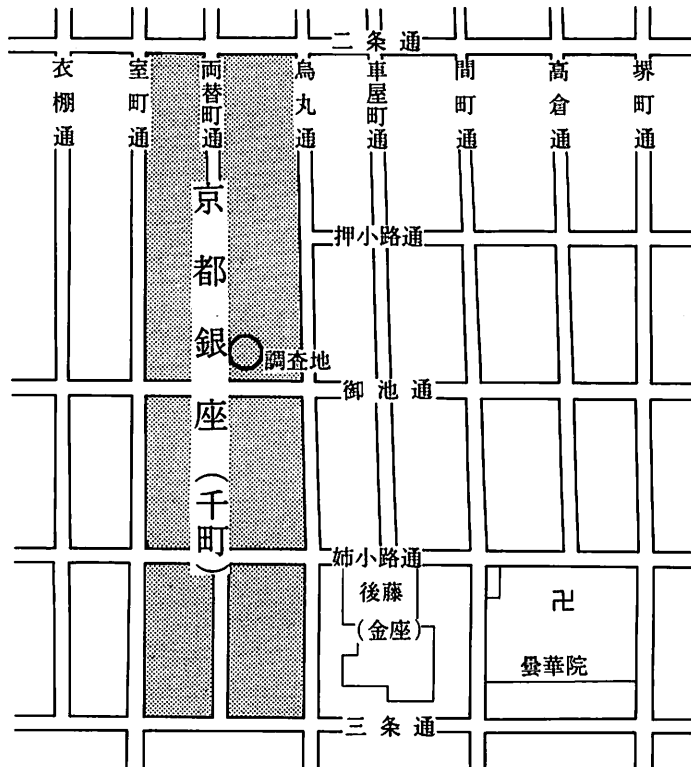 二条通
衣棚通
室町通
両替町通
烏丸通
車屋町通
間町通
高倉通
堺町通
京都銀座(千町)
押小路通
調査地
御池通
姉小路通
後藤
(金座)
卍
曇華院
三条通